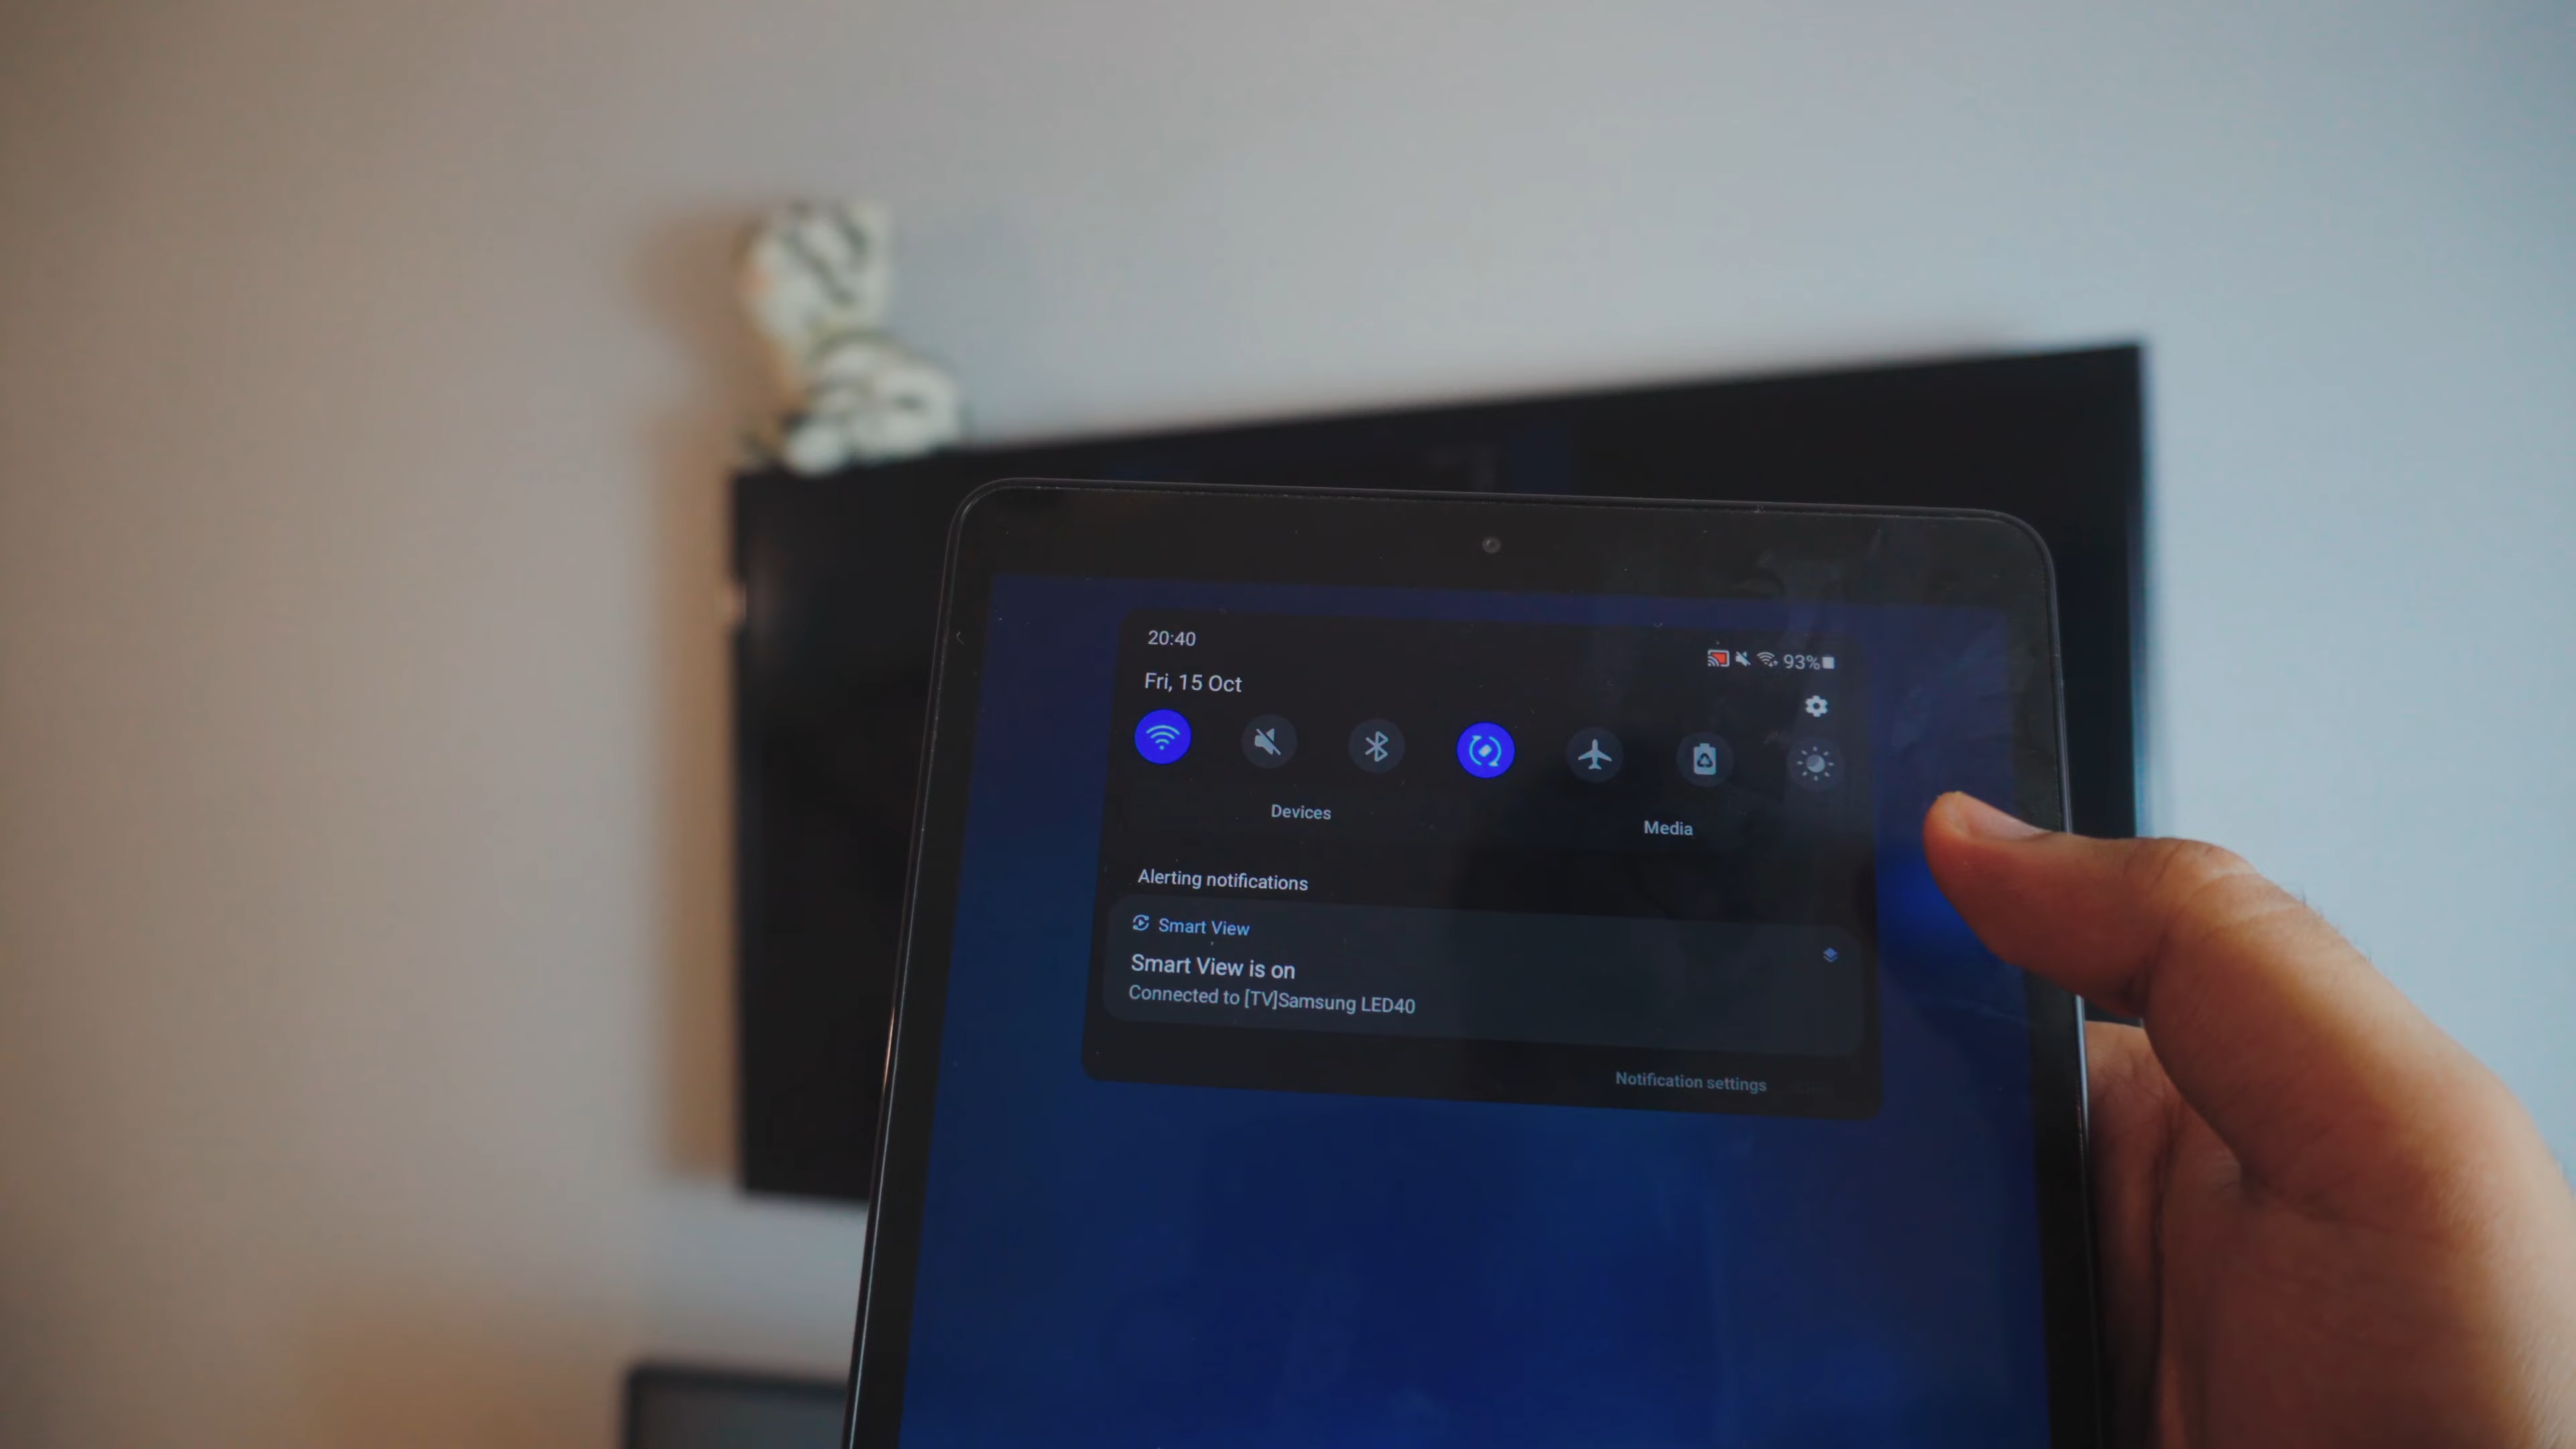 20:40
93%
Fri, 15 Oct
Devices
Media
Alerting notifications
Smart View
Smart View is on
Connected to [TV]Samsung LED40
Notification settings